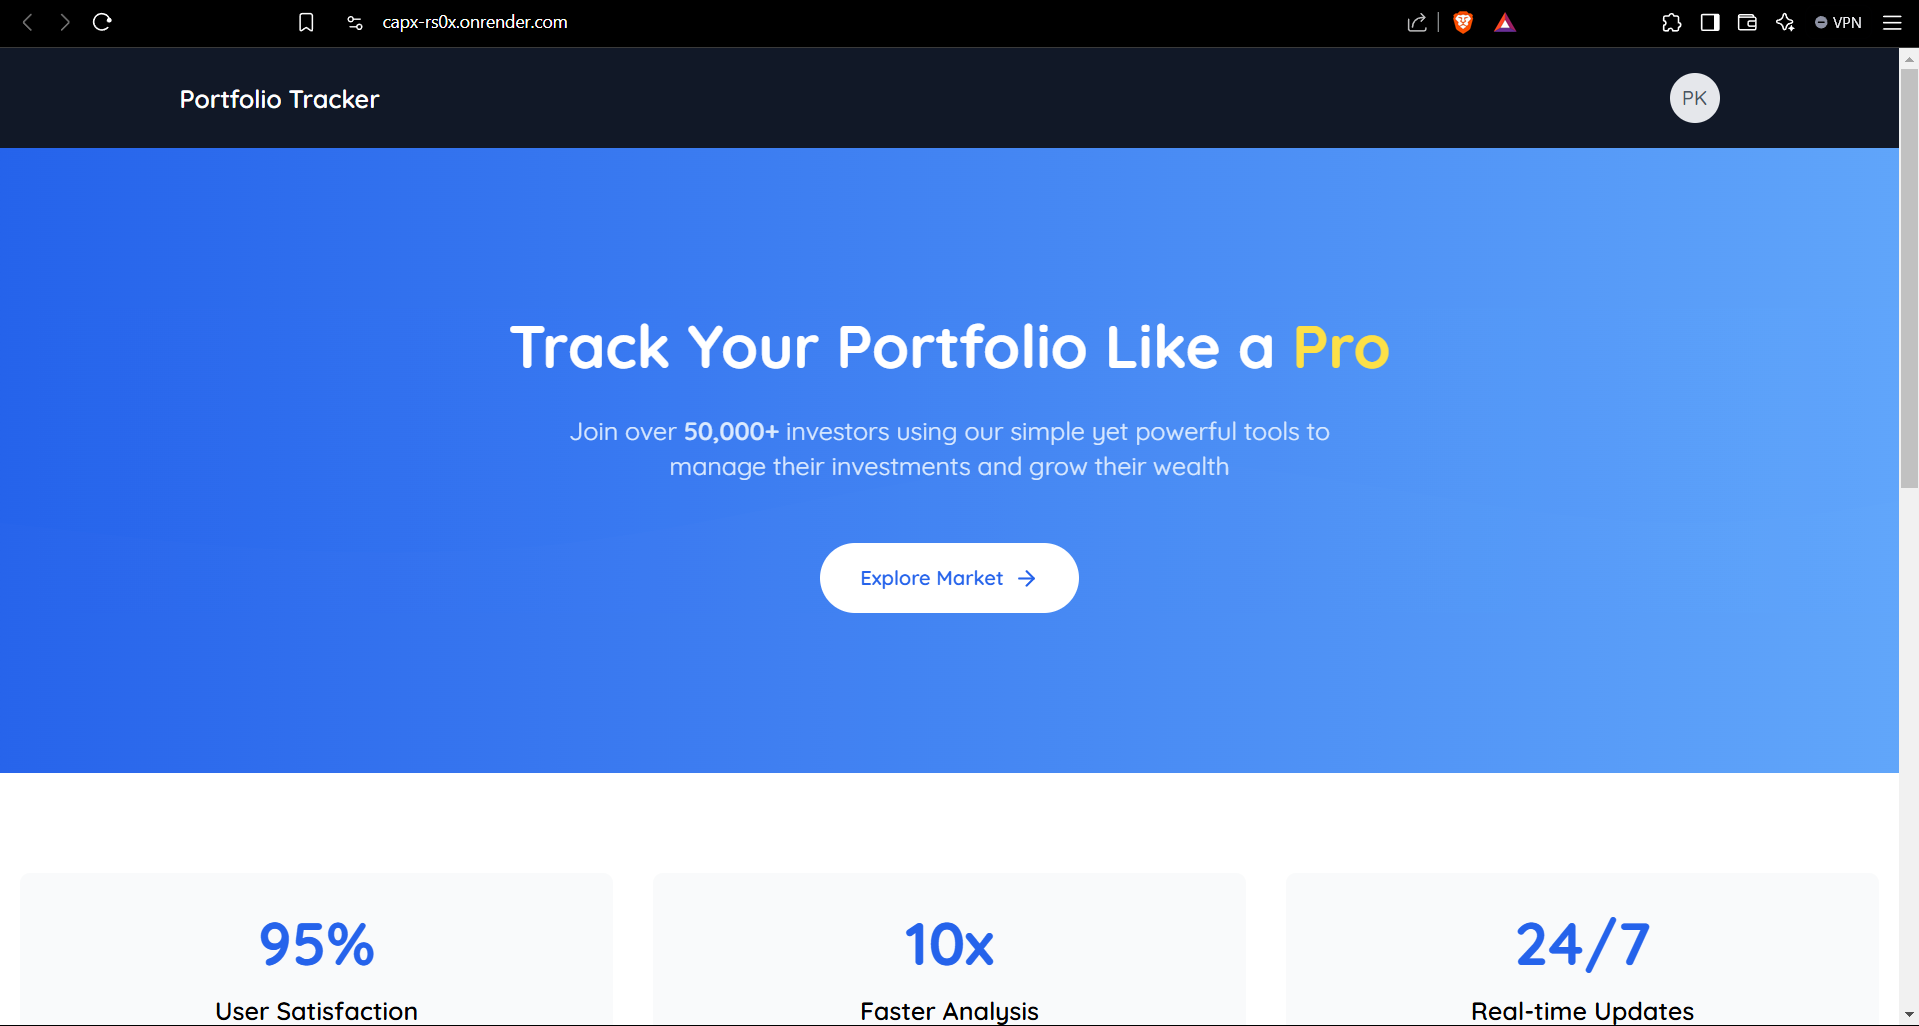 capx-rs0x.onrender.com
VPN
Portfolio Tracker
PK
Track Your Portfolio Like a Pro
Join over 50,000+ investors using our simple yet powerful tools to
manage their investments and grow their wealth
Explore Market
95%
User Satisfaction
10x
Faster Analysis
24/7
Real-time Updates